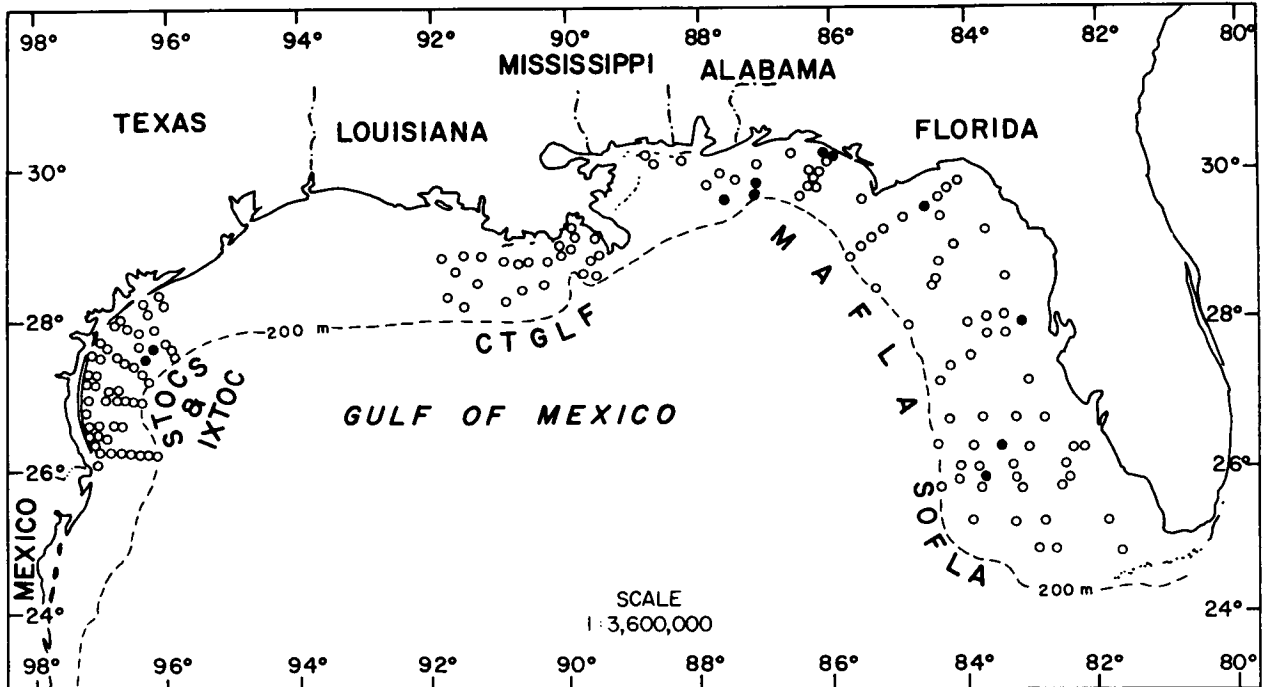 98° 96° 94° 92° 90° 88° 86° 84° 82° 80°
MISSISSIPPI
ALABAMA
TEXAS
LOUISIANA
FLORIDA
30° 30°
28° 28°
200 m
CTGLF
MAFLA
STOCS
&
IXTOC
GULF OF MEXICO
26° 26°
SOFLA
MEXICO
200 m
SCALE
1:3,600,000
24° 24°
98° 96° 94° 92° 90° 88° 86° 84° 82° 80°